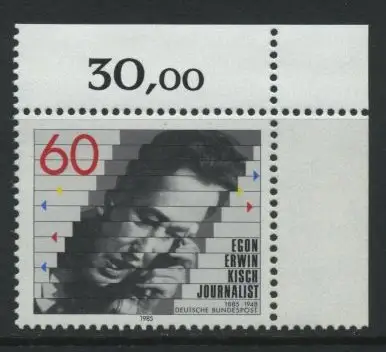 30,00
60
EGON
ERWIN
KISCH
JOURNALIST
1885-1948
DEUTSCHE BUNDESPOST
1985